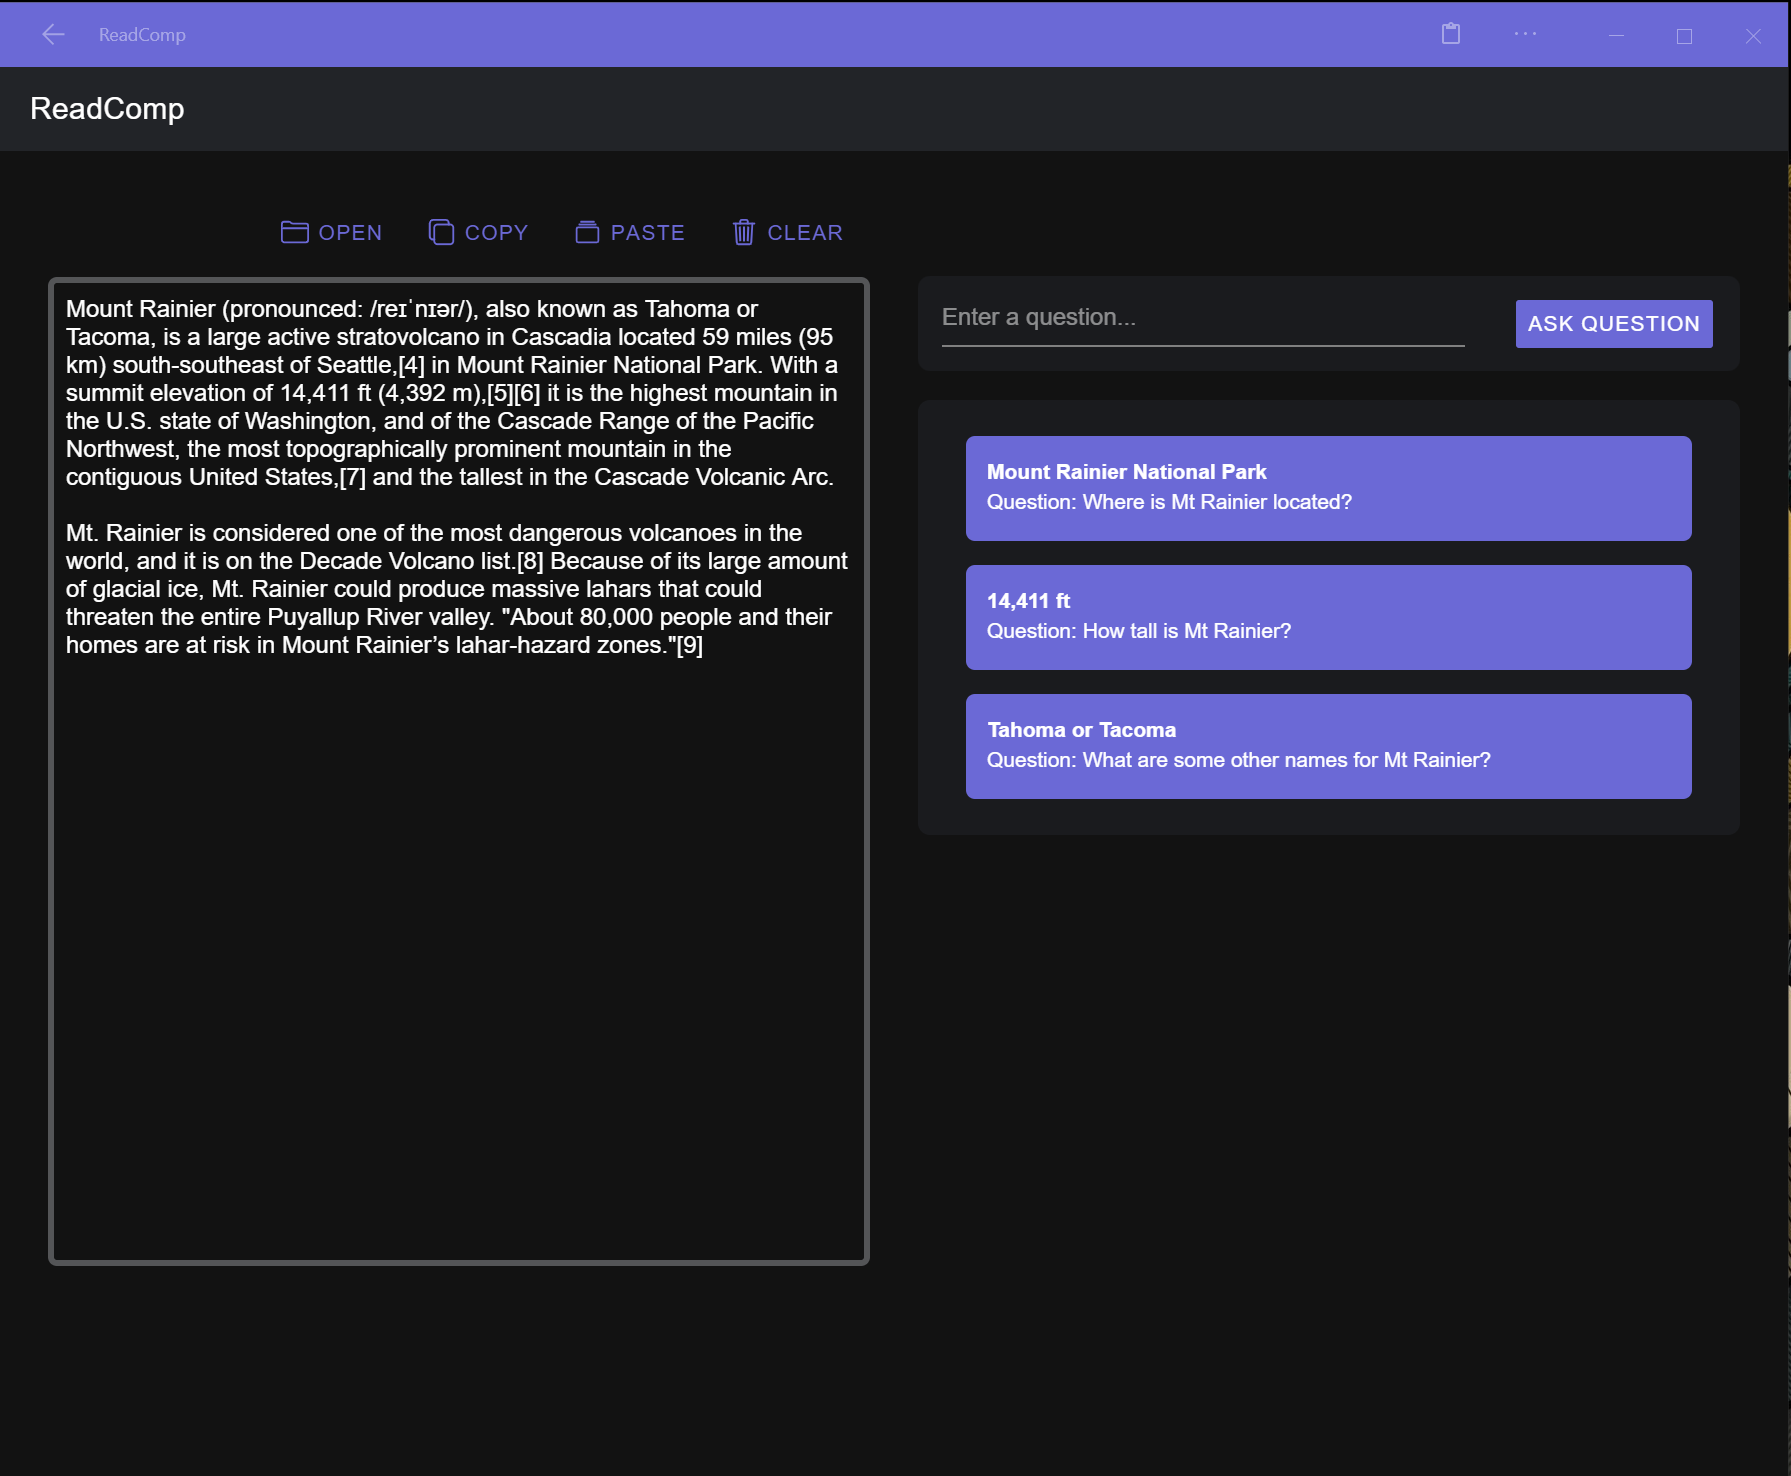 ReadComp
ReadComp
OPEN COPY PASTE CLEAR
Mount Rainier (pronounced: /reɪˈnɪər/), also known as Tahoma or
Tacoma, is a large active stratovolcano in Cascadia located 59 miles (95
km) south-southeast of Seattle,[4] in Mount Rainier National Park. With a
summit elevation of 14,411 ft (4,392 m),[5][6] it is the highest mountain in
the U.S. state of Washington, and of the Cascade Range of the Pacific
Northwest, the most topographically prominent mountain in the
contiguous United States,[7] and the tallest in the Cascade Volcanic Arc.
Mt. Rainier is considered one of the most dangerous volcanoes in the
world, and it is on the Decade Volcano list.[8] Because of its large amount
of glacial ice, Mt. Rainier could produce massive lahars that could
threaten the entire Puyallup River valley. "About 80,000 people and their
homes are at risk in Mount Rainier’s lahar-hazard zones."[9]
Enter a question...
ASK QUESTION
Mount Rainier National Park
Question: Where is Mt Rainier located?
14,411 ft
Question: How tall is Mt Rainier?
Tahoma or Tacoma
Question: What are some other names for Mt Rainier?